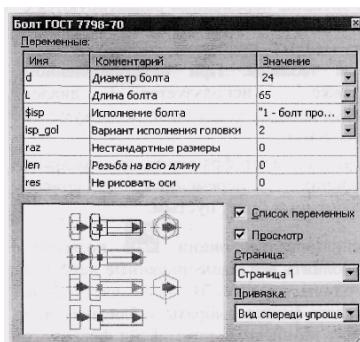 Болт ГОСТ 7798-70
Переменные:
Имя Комментарий Значение
d Диаметр болта 24
L Длина болта 65
$isp Исполнение болта "1 - болт про...
isp_gol Вариант исполнения головки 2
raz Нестандартные размеры 0
len Резьба на всю длину 0
res Не рисовать оси 0
Список переменных
Просмотр
Страница:
Страница 1
Привязка:
Вид спереди упроще